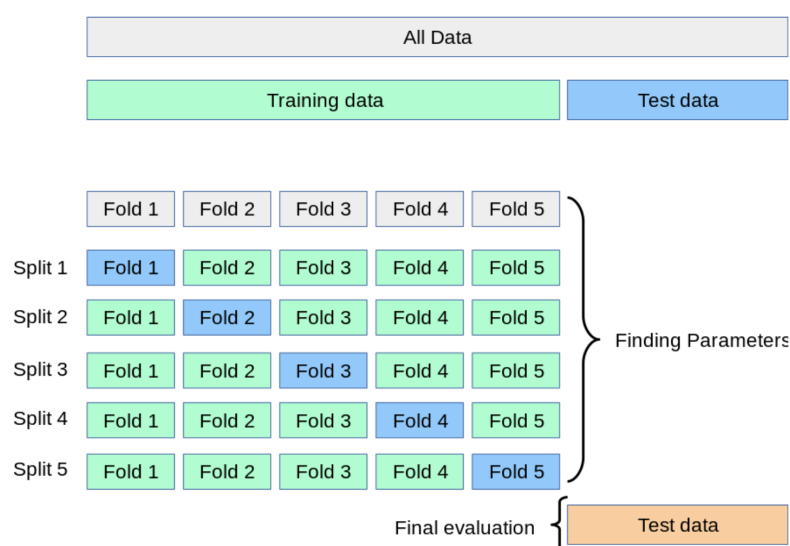 All Data
Training data Test data
Fold 1 Fold 2 Fold 3 Fold 4 Fold 5
Split 1 Fold 1 Fold 2 Fold 3 Fold 4 Fold 5
Split 2 Fold 1 Fold 2 Fold 3 Fold 4 Fold 5
Finding Parameters
Split 3 Fold 1 Fold 2 Fold 3 Fold 4 Fold 5
Split 4 Fold 1 Fold 2 Fold 3 Fold 4 Fold 5
Split 5 Fold 1 Fold 2 Fold 3 Fold 4 Fold 5
Final evaluation Test data